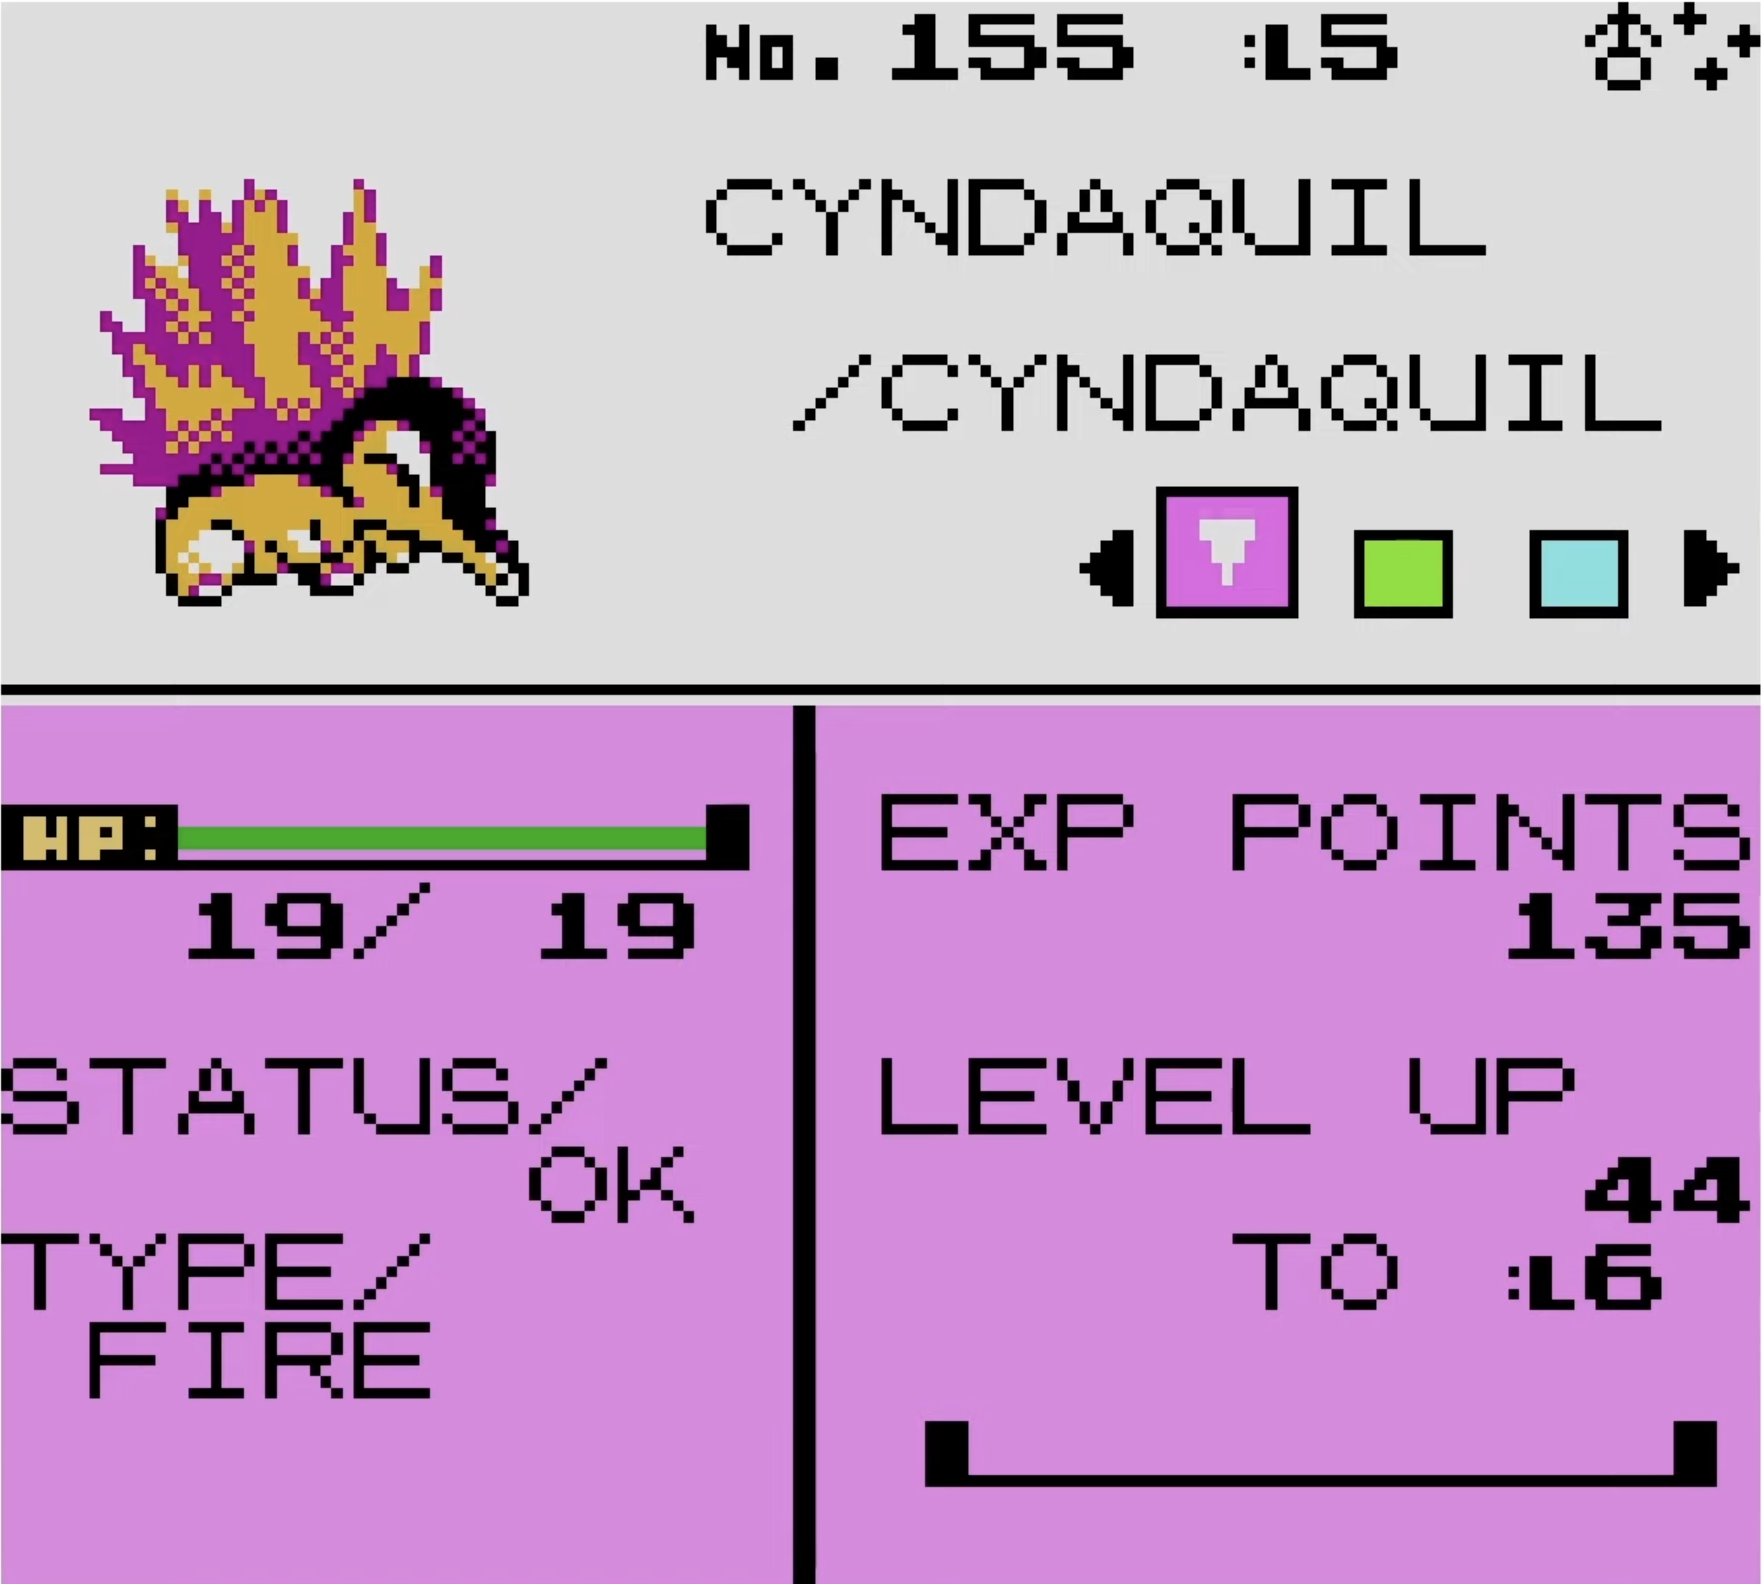 No. 155 :L5 ♂
CYNDAQUIL
/CYNDAQUIL
HP:
19/ 19
STATUS/
OK
TYPE/
FIRE
EXP POINTS
135
LEVEL UP
44
TO :L6